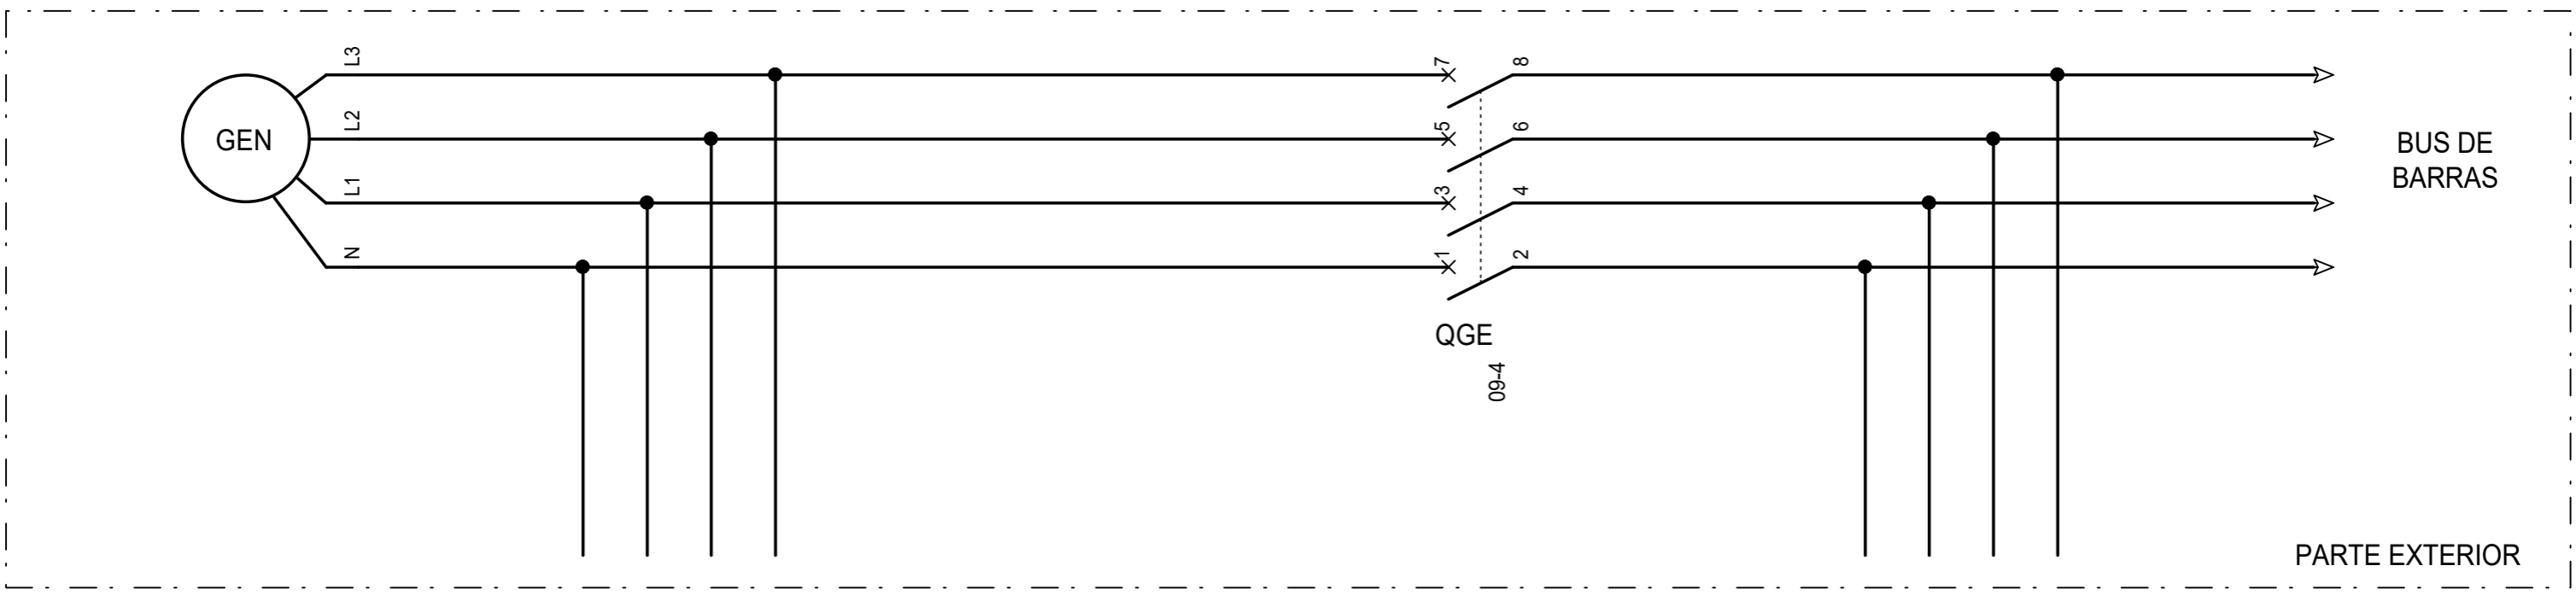 L3
7
8
GEN
L2
5
6
BUS DE
BARRAS
L1
3
4
N
1
2
QGE
09-4
PARTE EXTERIOR